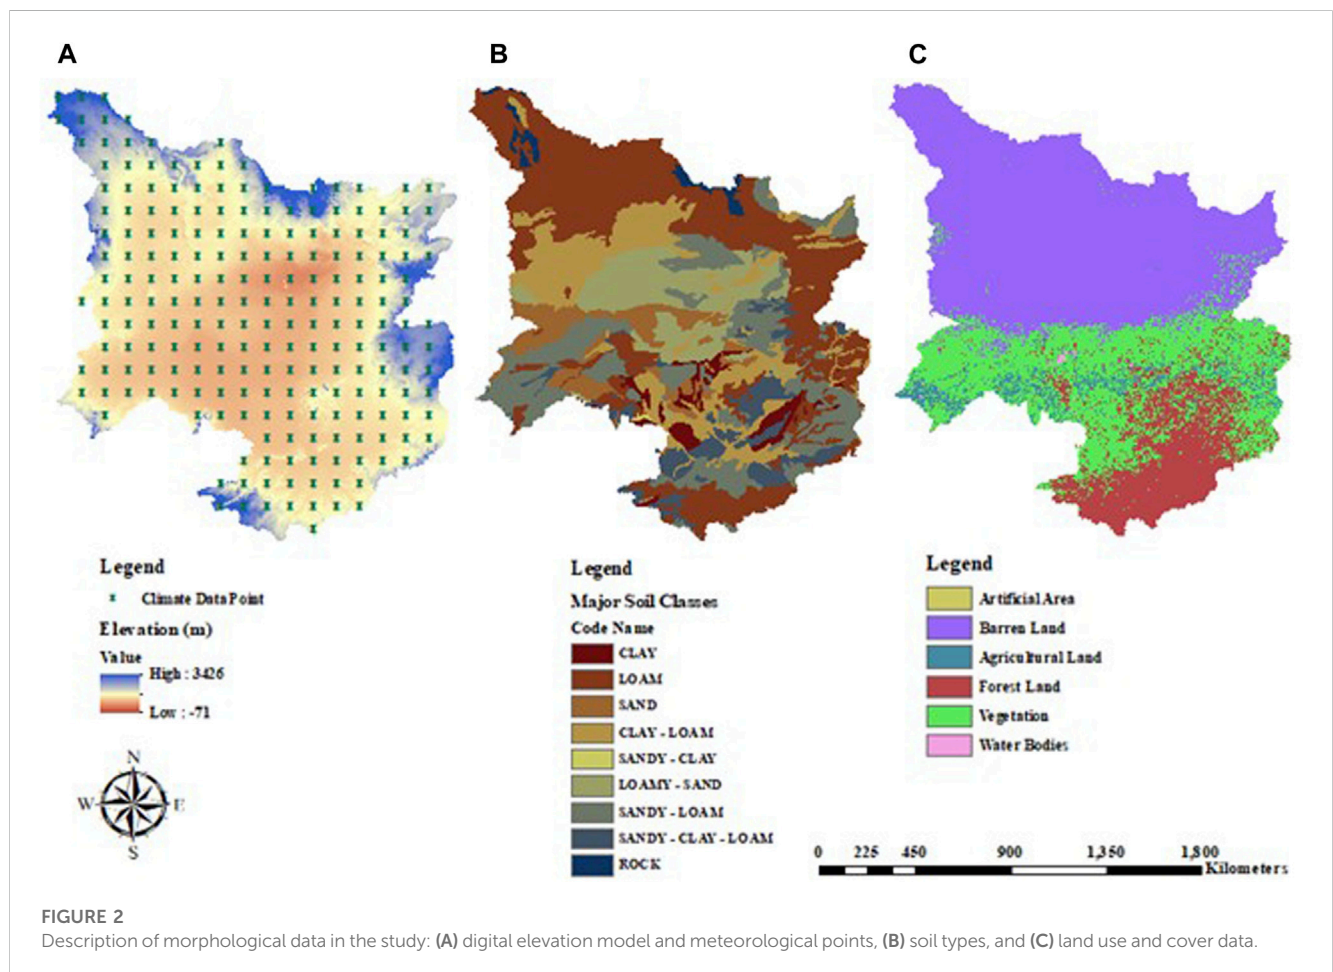 A
B
C
Legend
Climate Data Point
Elevation (m)
Value
High : 3426
Low : -71
N
W
E
S
Legend
Major Soil Classes
Code Name
CLAY
LOAM
SAND
CLAY - LOAM
SANDY - CLAY
LOAMY - SAND
SANDY - LOAM
SANDY - CLAY - LOAM
ROCK
Legend
Artificial Area
Barren Land
Agricultural Land
Forest Land
Vegetation
Water Bodies
0 225 450 900 1,350 1,800
Kilometers
FIGURE 2
Description of morphological data in the study: (A) digital elevation model and meteorological points, (B) soil types, and (C) land use and cover data.